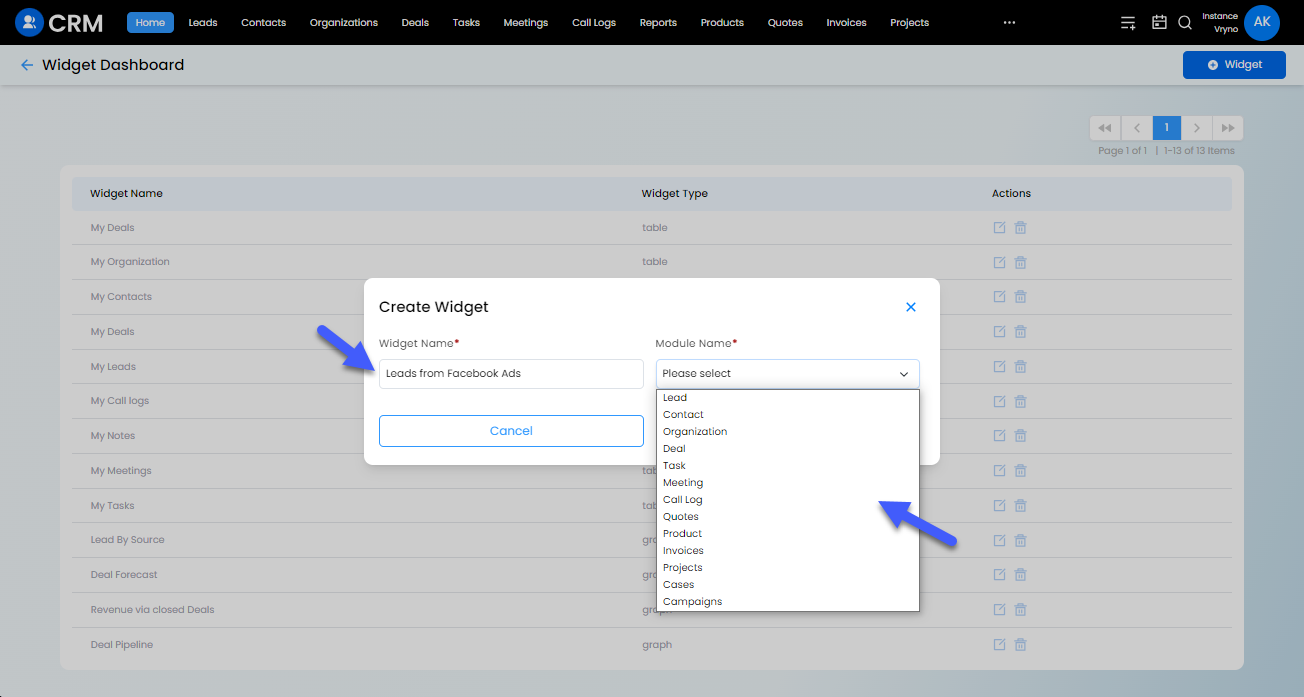 CRM Home Leads Contacts Organizations Deals Tasks Meetings Call Logs Reports Products Quotes Invoices Projects ... Instance
Vryno AK
Widget Dashboard Widget
1
Page 1 of 1 | 1-13 of 13 Items
Widget Name Widget Type Actions
My Deals table
My Organization table
My Contacts
My Deals
My Leads
My Call logs
My Notes
My Meetings
My Tasks
Lead By Source
Deal Forecast
Revenue via closed Deals
Deal Pipeline graph
Create Widget
Widget Name* Module Name*
Leads from Facebook Ads Please select
Cancel
Lead
Contact
Organization
Deal
Task
Meeting
Call Log
Quotes
Product
Invoices
Projects
Cases
Campaigns